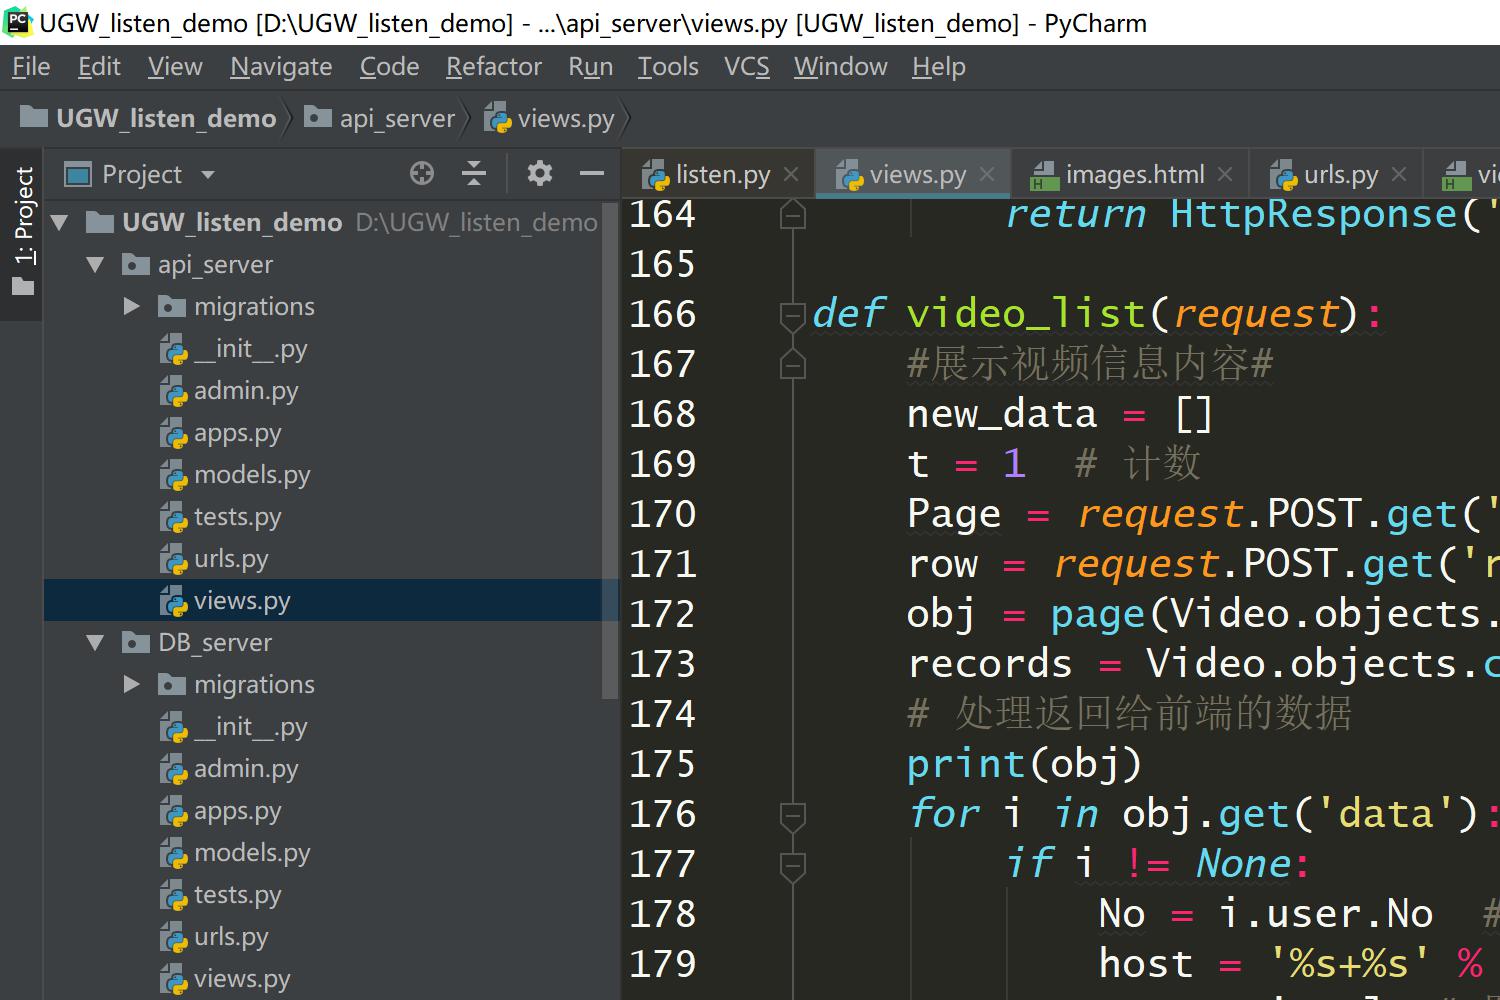 UGW_listen_demo [D:\UGW_listen_demo] - ...\api_server\views.py [UGW_listen_demo] - PyCharm
File Edit View Navigate Code Refactor Run Tools VCS Window Help
UGW_listen_demo api_server views.py
1: Project
Project
listen.py views.py images.html urls.py
UGW_listen_demo D:\UGW_listen_demo
api_server
migrations
__init__.py
admin.py
apps.py
models.py
tests.py
urls.py
views.py
DB_server
migrations
__init__.py
admin.py
apps.py
models.py
tests.py
urls.py
views.py
164 return HttpResponse('
165
166 def video_list(request):
167 #展示视频信息内容#
168 new_data = []
169 t = 1 # 计数
170 Page = request.POST.get('
171 row = request.POST.get('r
172 obj = page(Video.objects.
173 records = Video.objects.c
174 # 处理返回给前端的数据
175 print(obj)
176 for i in obj.get('data'):
177 if i != None:
178 No = i.user.No #
179 host = '%s+%s' %